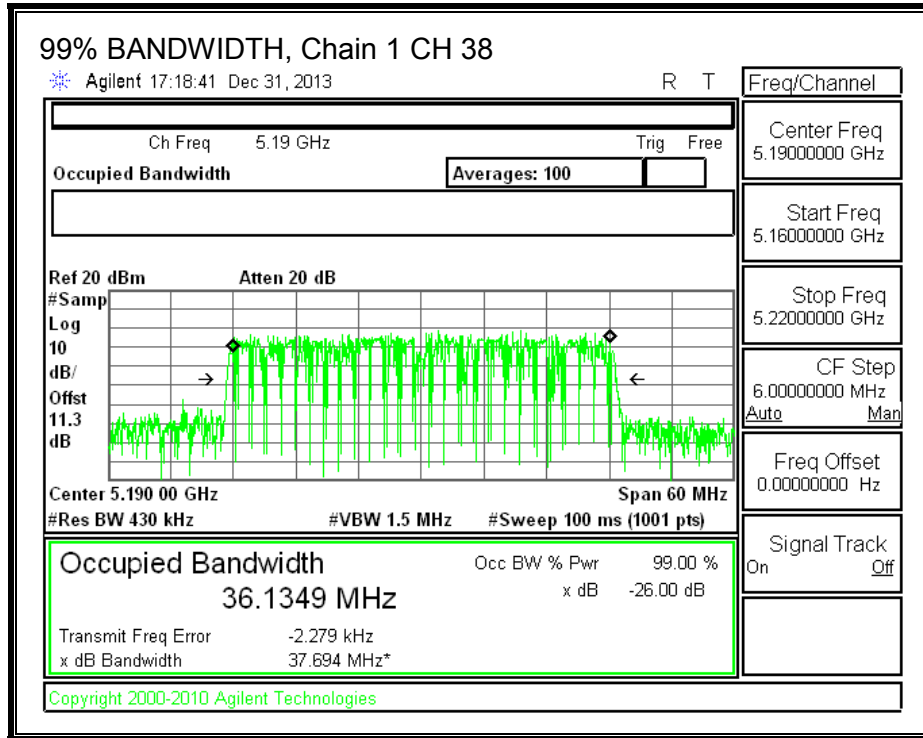 99% BANDWIDTH, Chain 1 CH 38
Agilent 17:18:41 Dec 31, 2013 R T
Freq/Channel
Ch Freq 5.19 GHz Trig Free
Occupied Bandwidth Averages: 100
Center Freq
5.19000000 GHz
Start Freq
5.16000000 GHz
Stop Freq
5.22000000 GHz
CF Step
6.00000000 MHz
Auto Man
Freq Offset
0.00000000 Hz
Signal Track
On Off
Ref 20 dBm Atten 20 dB
#Samp
Log
10
dB/
Offst
11.3
dB
Center 5.190 00 GHz Span 60 MHz
#Res BW 430 kHz #VBW 1.5 MHz #Sweep 100 ms (1001 pts)
Occupied Bandwidth Occ BW % Pwr 99.00 %
36.1349 MHz x dB -26.00 dB
Transmit Freq Error -2.279 kHz
x dB Bandwidth 37.694 MHz*
Copyright 2000-2010 Agilent Technologies